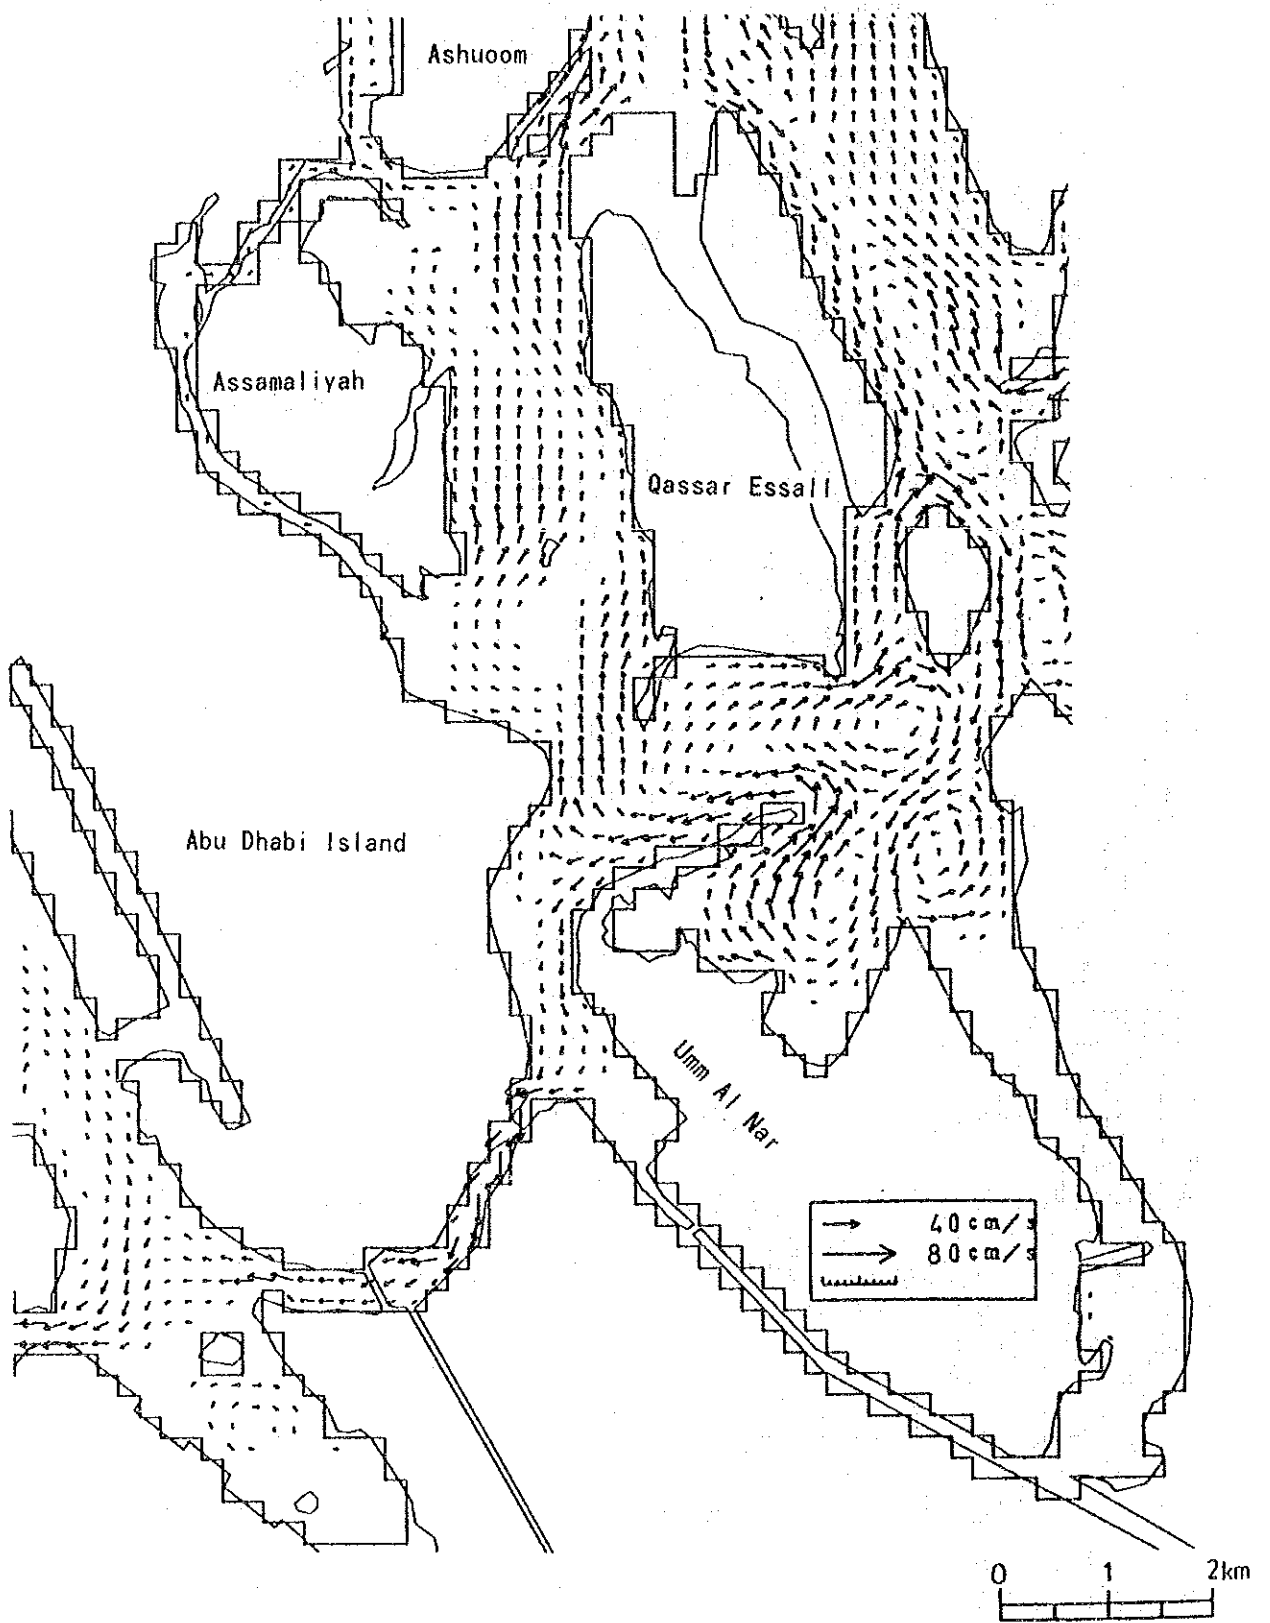 Ashuoom
Assamaliyah
Qassar Essall
Abu Dhabi Island
Umm Al Nar
40cm/s
80cm/s
0 1 2km